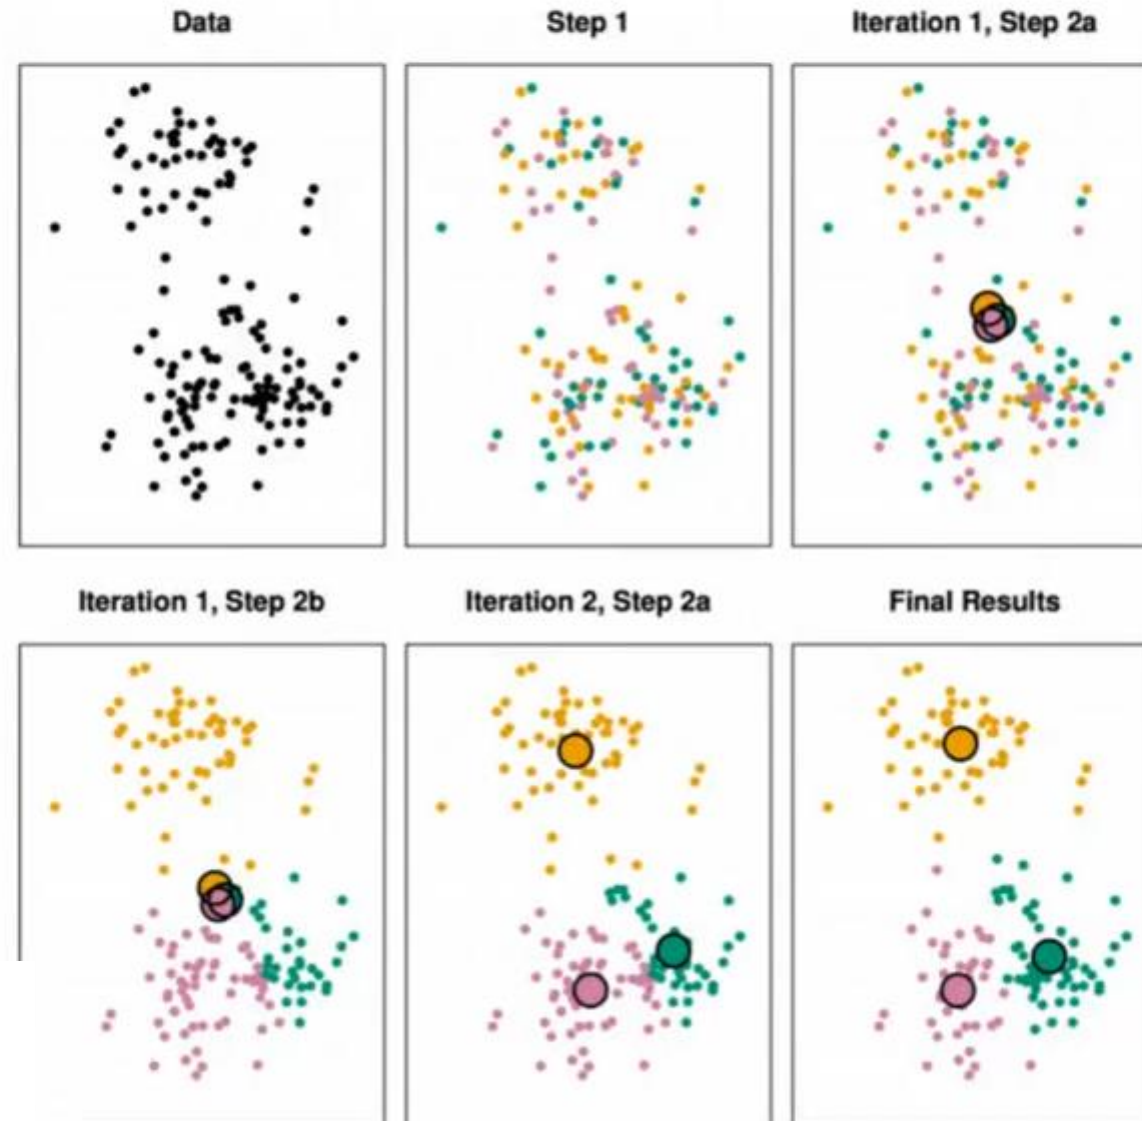 Data
Step 1
Iteration 1, Step 2a
Iteration 1, Step 2b
Iteration 2, Step 2a
Final Results